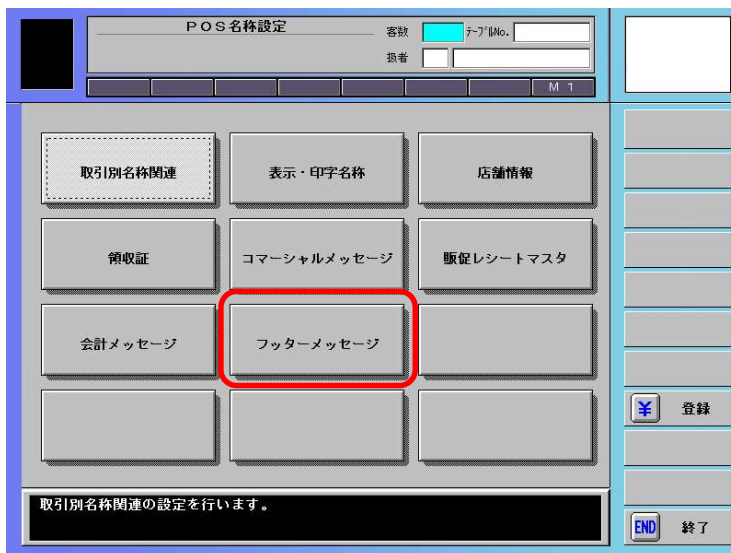 POS名称設定
客数
ﾃｰﾌﾞﾙNo.
扱者
M 1
取引別名称関連
表示・印字名称
店舗情報
領収証
コマーシャルメッセージ
販促レシートマスタ
会計メッセージ
フッターメッセージ
¥ 登録
取引別名称関連の設定を行います。
END 終了